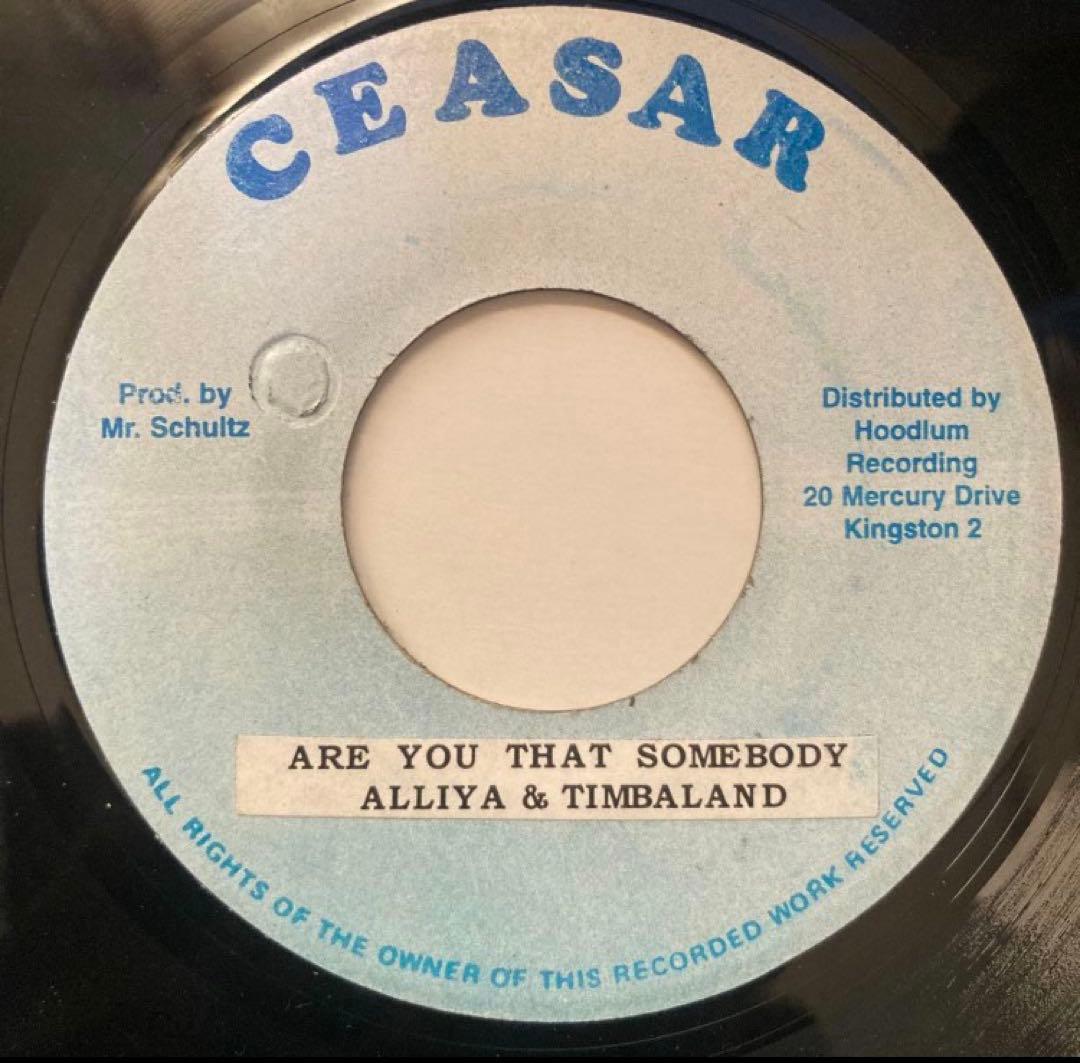 CEASAR
Prod. by
Mr. Schultz
Distributed by
Hoodlum
Recording
20 Mercury Drive
Kingston 2
ARE YOU THAT SOMEBODY
ALLIYA & TIMBALAND
ALL RIGHTS OF THE OWNER OF THIS RECORDED WORK RESERVED